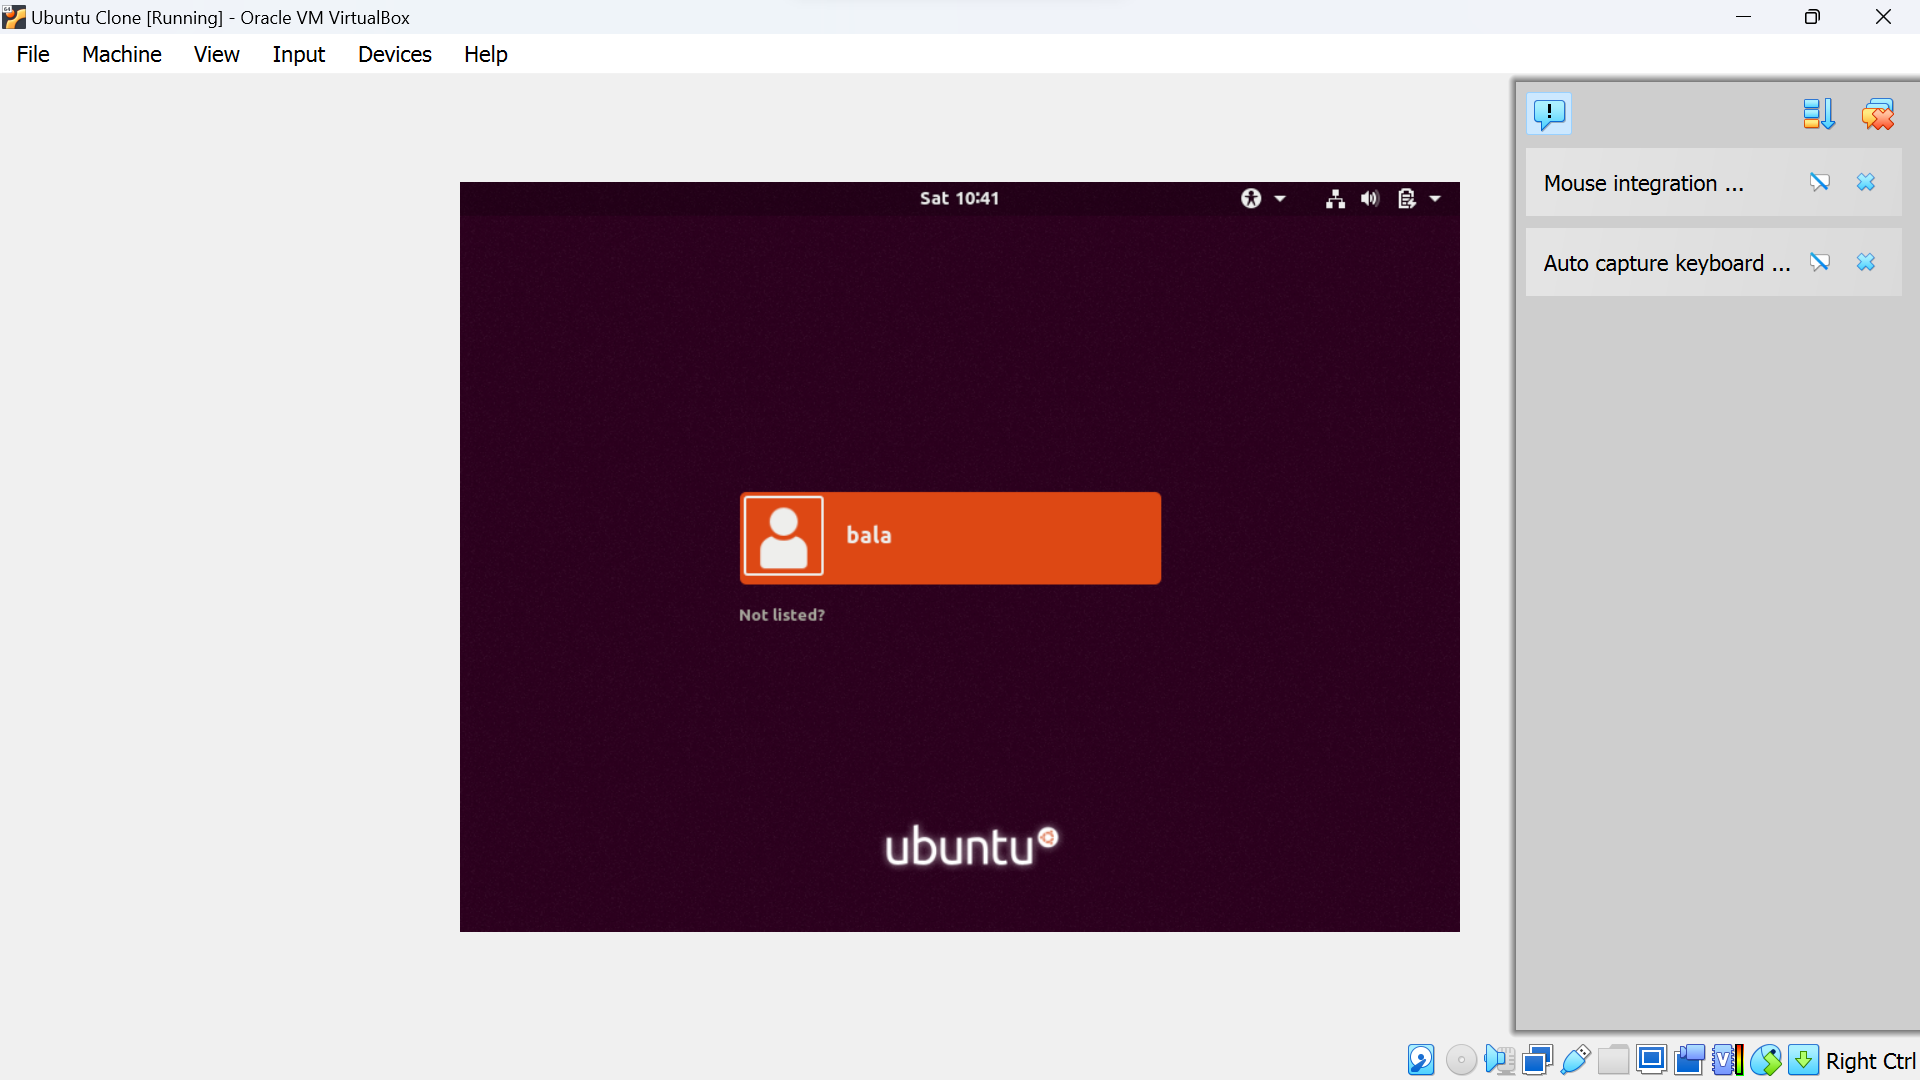 Ubuntu Clone [Running] - Oracle VM VirtualBox
File Machine View Input Devices Help
Mouse integration ...
Auto capture keyboard ...
Sat 10:41
bala
Not listed?
ubuntu
Right Ctrl